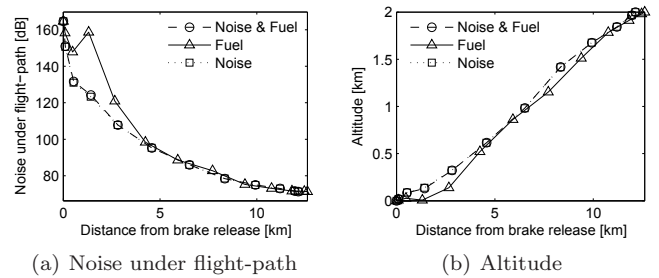 Noise under flight−path [dB]
160
140
120
100
80
0
5
10
Distance from brake release [km]
Noise & Fuel
Fuel
Noise
(a) Noise under flight-path
Altitude [km]
2
1.5
1
0.5
0
0
5
10
Distance from brake release [km]
Noise & Fuel
Fuel
Noise
(b) Altitude